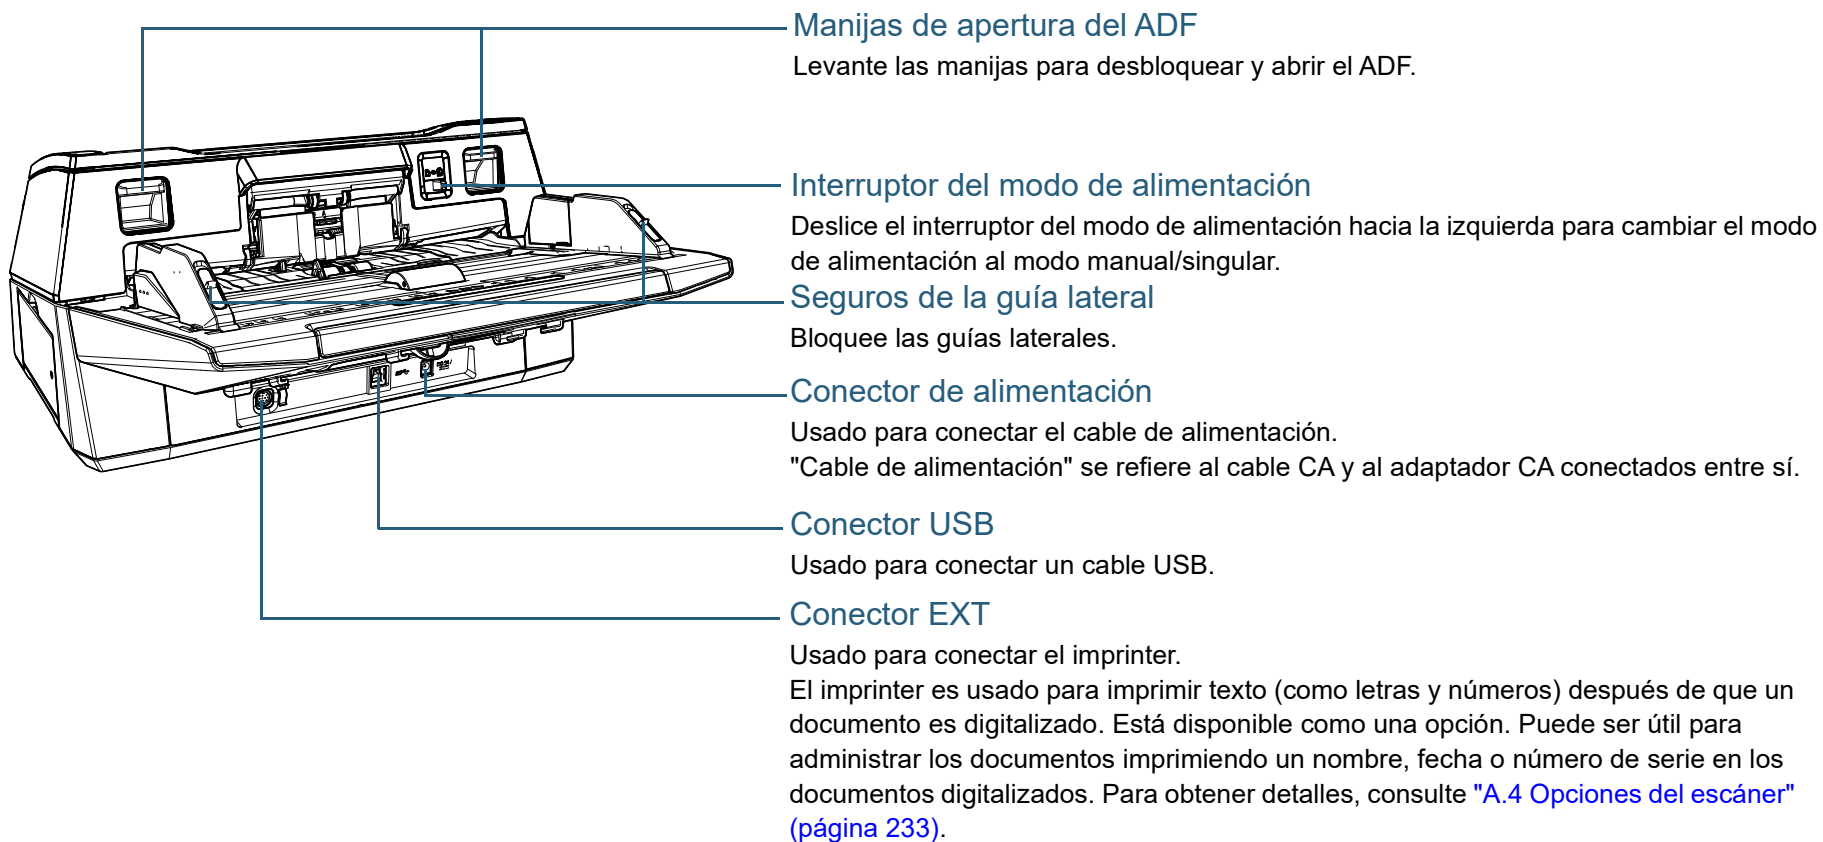 Manijas de apertura del ADF
Levante las manijas para desbloquear y abrir el ADF.
Interruptor del modo de alimentación
Deslice el interruptor del modo de alimentación hacia la izquierda para cambiar el modo
de alimentación al modo manual/singular.
Seguros de la guía lateral
Bloquee las guías laterales.
Conector de alimentación
Usado para conectar el cable de alimentación.
"Cable de alimentación" se refiere al cable CA y al adaptador CA conectados entre sí.
Conector USB
Usado para conectar un cable USB.
Conector EXT
Usado para conectar el imprinter.
El imprinter es usado para imprimir texto (como letras y números) después de que un
documento es digitalizado. Está disponible como una opción. Puede ser útil para
administrar los documentos imprimiendo un nombre, fecha o número de serie en los
documentos digitalizados. Para obtener detalles, consulte "A.4 Opciones del escáner"
(página 233).